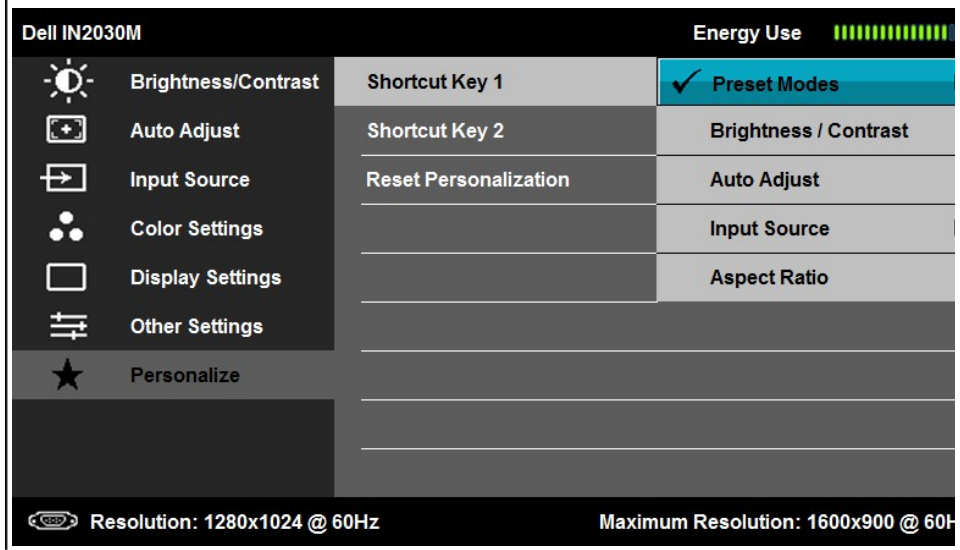 Dell IN2030M
Energy Use
Brightness/Contrast
Auto Adjust
Input Source
Color Settings
Display Settings
Other Settings
Personalize
Shortcut Key 1
Shortcut Key 2
Reset Personalization
Preset Modes
Brightness / Contrast
Auto Adjust
Input Source
Aspect Ratio
Resolution: 1280x1024 @ 60Hz
Maximum Resolution: 1600x900 @ 60H